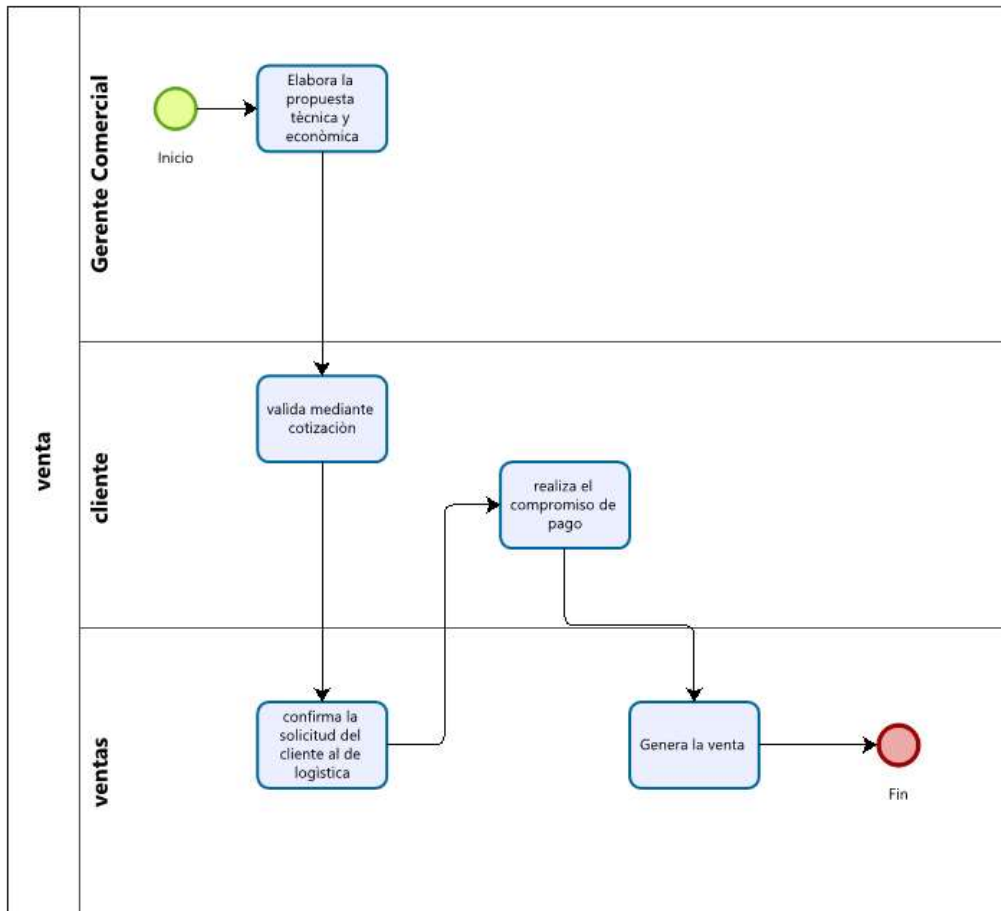 venta
Gerente Comercial
Inicio
Elabora la
propuesta
tècnica y
econòmica
cliente
valida mediante
cotizaciòn
realiza el
compromiso de
pago
ventas
confirma la
solicitud del
cliente al de
logìstica
Genera la venta
Fin